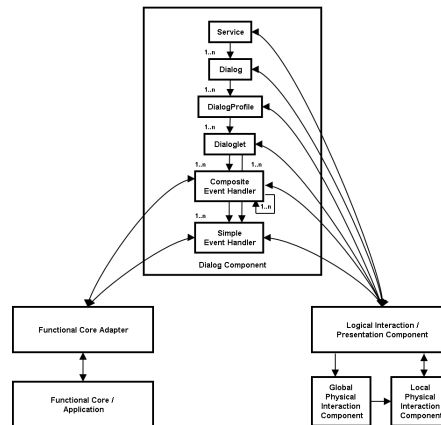 Service
1..n
Dialog
1..n
DialogProfile
1..n
Dialoglet
1..n
1..n
Composite
Event Handler
1..n
1..n
Simple
Event Handler
Dialog Component
Functional Core Adapter
Logical Interaction /
Presentation Component
Functional Core /
Application
Global
Physical
Interaction
Component
Local
Physical
Interaction
Component